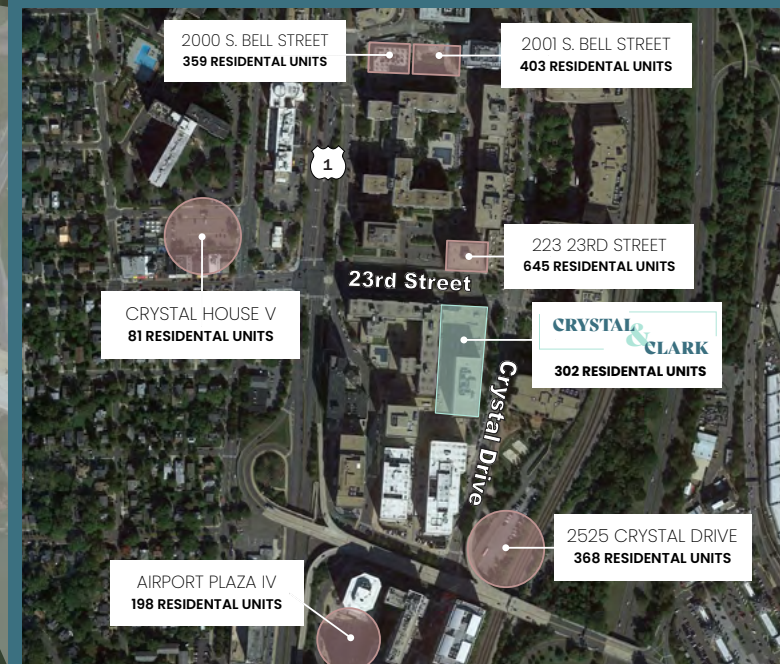 2000 S. BELL STREET
359 RESIDENTAL UNITS
2001 S. BELL STREET
403 RESIDENTAL UNITS
1
223 23RD STREET
645 RESIDENTAL UNITS
23rd Street
CRYSTAL HOUSE V
81 RESIDENTAL UNITS
CRYSTAL
&
CLARK
302 RESIDENTAL UNITS
Crystal Drive
2525 CRYSTAL DRIVE
368 RESIDENTAL UNITS
AIRPORT PLAZA IV
198 RESIDENTAL UNITS